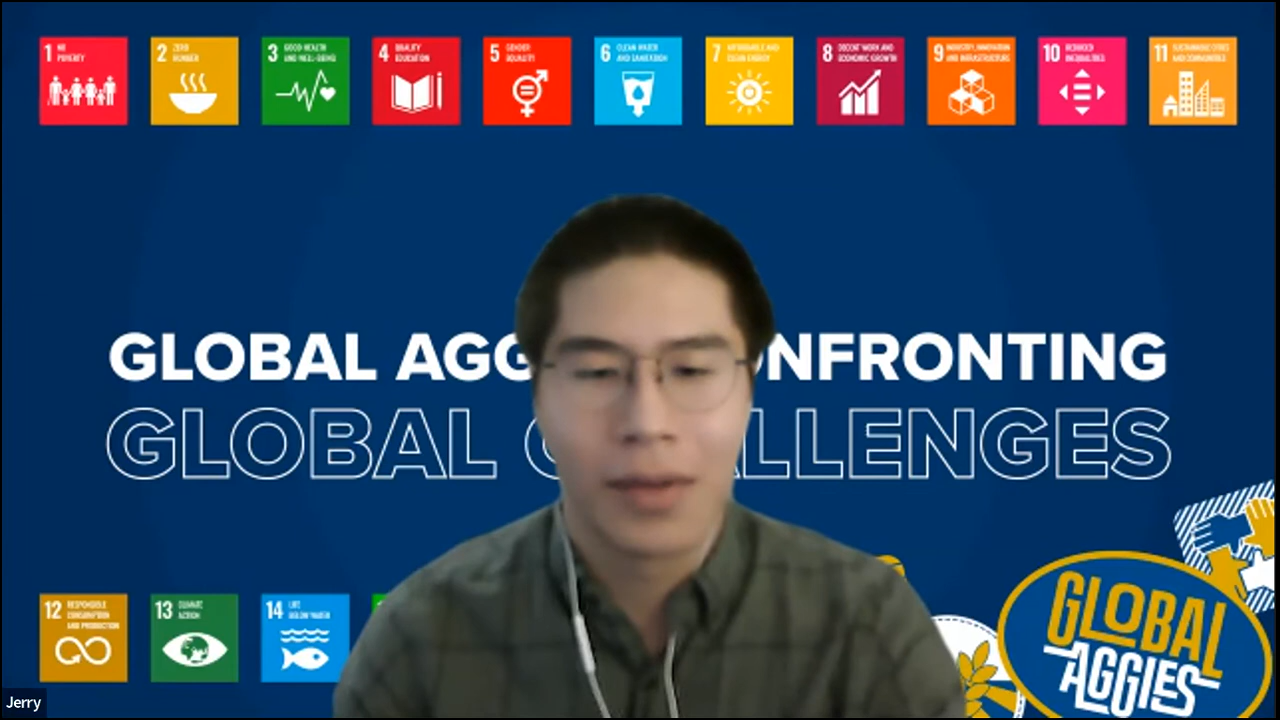 1 NO POVERTY
2 ZERO HUNGER
3 GOOD HEALTH AND WELL-BEING
4 QUALITY EDUCATION
5 GENDER EQUALITY
6 CLEAN WATER AND SANITATION
7 AFFORDABLE AND CLEAN ENERGY
8 DECENT WORK AND ECONOMIC GROWTH
9 INDUSTRY, INNOVATION AND INFRASTRUCTURE
10 REDUCED INEQUALITIES
11 SUSTAINABLE CITIES AND COMMUNITIES
GLOBAL AGG NFRONTING
GLOBAL C ALLENGES
12 RESPONSIBLE CONSUMPTION AND PRODUCTION
13 CLIMATE ACTION
14 LIFE BELOW WATER
GLOBAL
AGGIES
Jerry